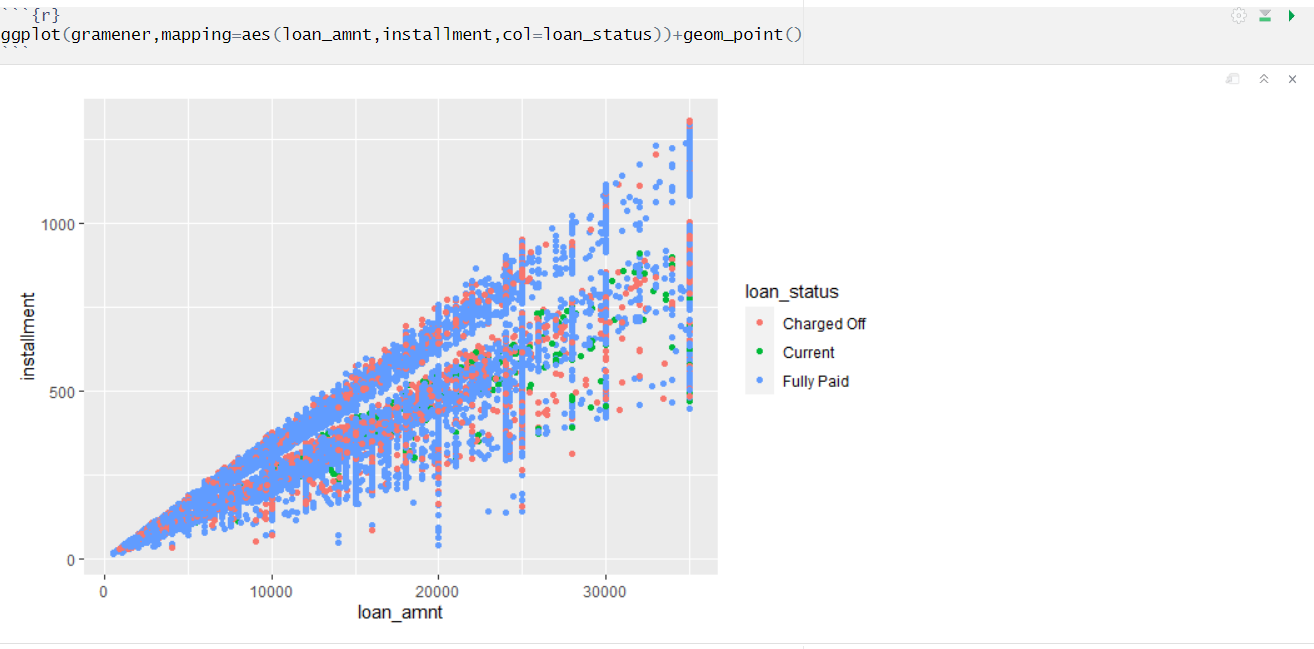 ```{r}
ggplot(gramener,mapping=aes(loan_amnt,installment,col=loan_status))+geom_point()
```
1000
500
0
installment
0 10000 20000 30000
loan_amnt
loan_status
Charged Off
Current
Fully Paid